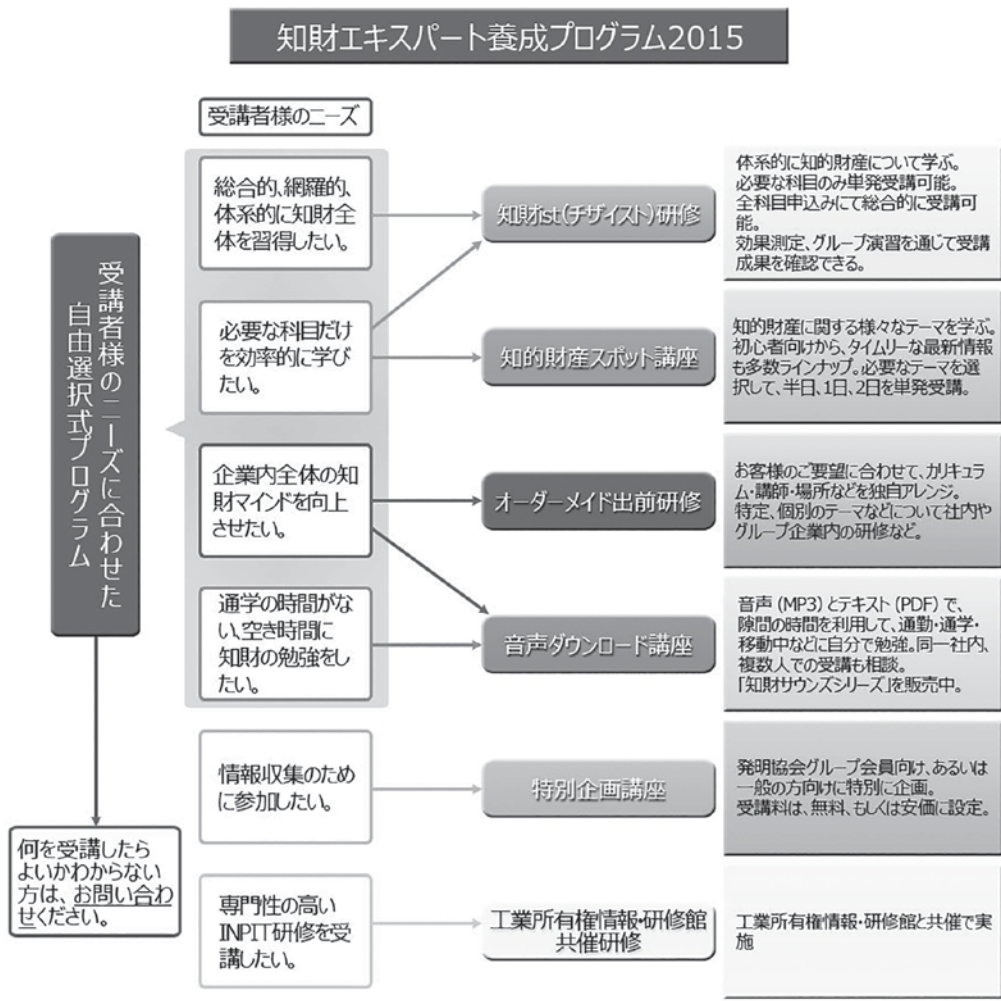 知財エキスパート養成プログラム2015
受講者様のニーズ
受講者様のニーズに合わせた
自由選択式プログラム
総合的、網羅的、
体系的に知財全
体を習得したい。
知財st(チザイスト)研修
体系的に知的財産について学ぶ。
必要な科目のみ単発受講可能。
全科目申込みにて総合的に受講可
能。
効果測定、グループ演習を通じて受講
成果を確認できる。
必要な科目だけ
を効率的に学び
たい。
知的財産スポット講座
知的財産に関する様々なテーマを学ぶ。
初心者向けから、タイムリーな最新情報
も多数ラインナップ。必要なテーマを選
択して、半日、1日、2日を単発受講。
企業内全体の知
財マインドを向上
させたい。
オーダーメイド出前研修
お客様のご要望に合わせて、カリキュラ
ム・講師・場所などを独自アレンジ。
特定、個別のテーマなどについて社内や
グループ企業内の研修など。
通学の時間がな
い、空き時間に
知財の勉強をし
たい。
音声ダウンロード講座
音声(MP3)とテキスト(PDF)で、
隙間の時間を利用して、通勤・通学・
移動中などに自分で勉強。同一社内、
複数人での受講も相談。
「知財サウンズシリーズ」を販売中。
情報収集のため
に参加したい。
特別企画講座
発明協会グループ会員向け、あるいは
一般の方向けに特別に企画。
受講料は、無料、もしくは安価に設定。
何を受講したら
よいかわからない
方は、お問い合わ
せください。
専門性の高い
INPIT研修を受
講したい。
工業所有権情報・研修館
共催研修
工業所有権情報・研修館と共催で実
施